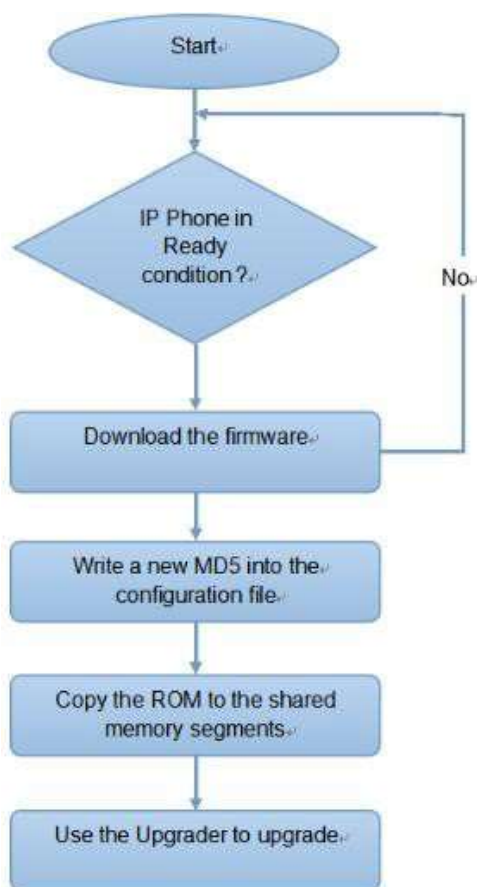 Start
IP Phone in
Ready
condition?
No
Download the firmware
Write a new MD5 into the
configuration file
Copy the ROM to the shared
memory segments
Use the Upgrader to upgrade